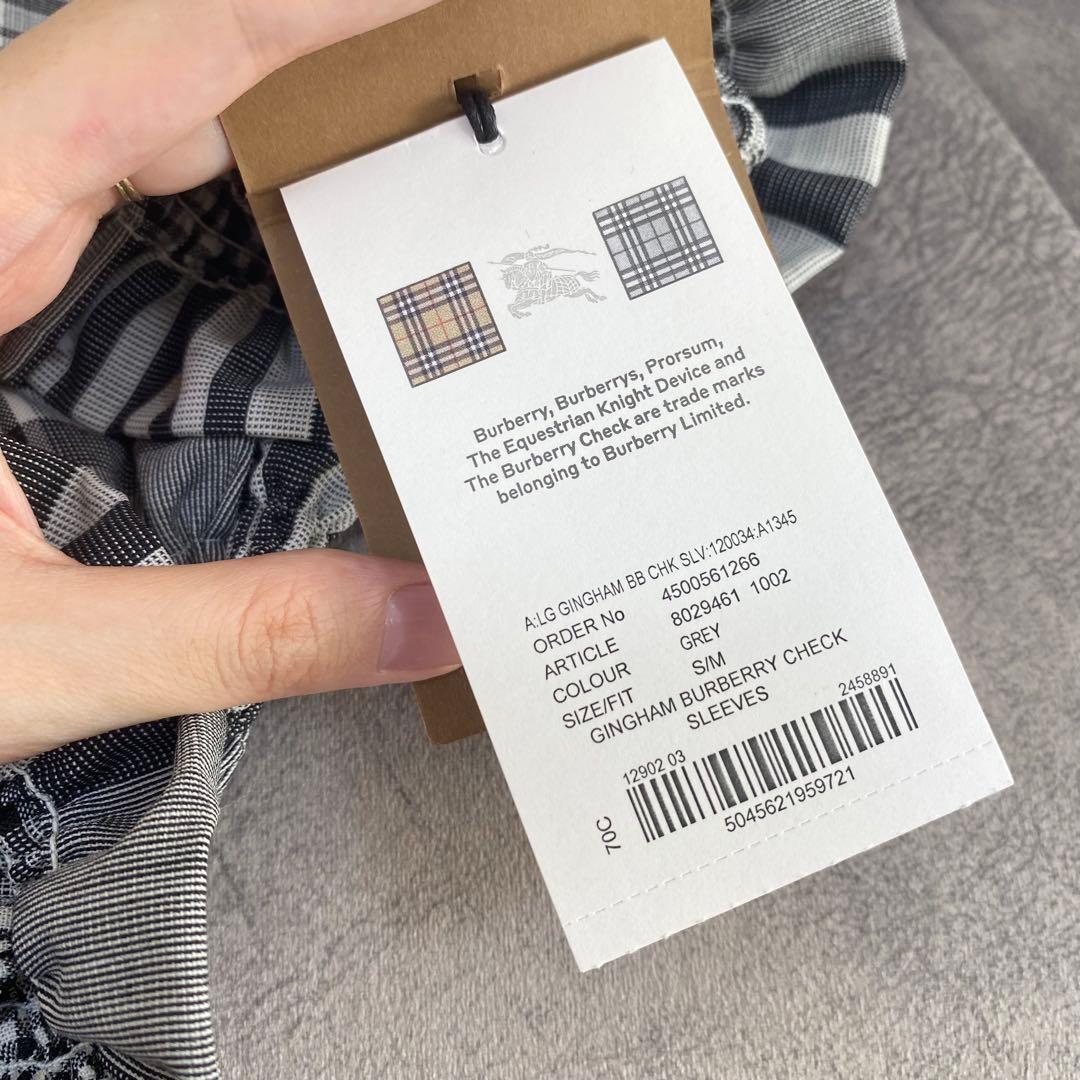 Burberry, Burberrys, Prorsum,
The Equestrian Knight Device and
The Burberry Check are trade marks
belonging to Burberry Limited.
A:LG GINGHAM BB CHK SLV:120034:A1345
ORDER No 4500561266
ARTICLE 8029461 1002
COLOUR GREY
SIZE/FIT S/M
GINGHAM BURBERRY CHECK
SLEEVES
12902 03 2458891
70C
5045621959721